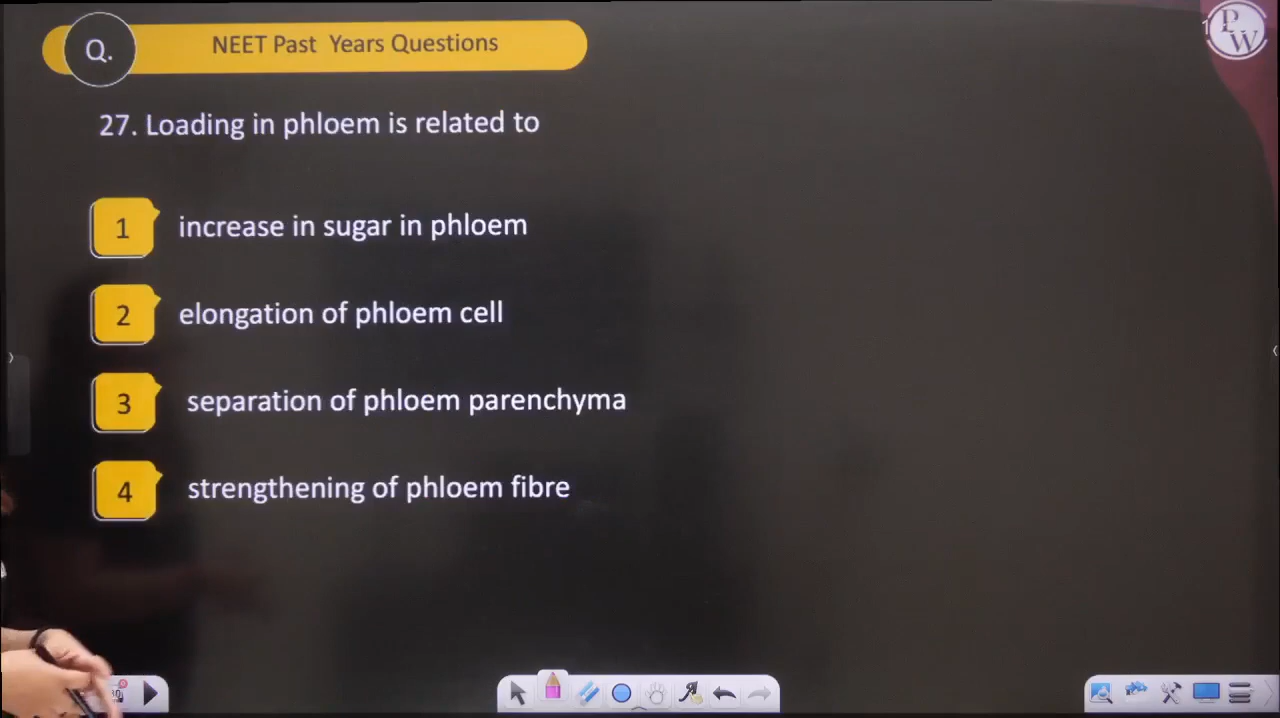 Q.
NEET Past Years Questions
PW
27. Loading in phloem is related to
1 increase in sugar in phloem
2 elongation of phloem cell
3 separation of phloem parenchyma
4 strengthening of phloem fibre